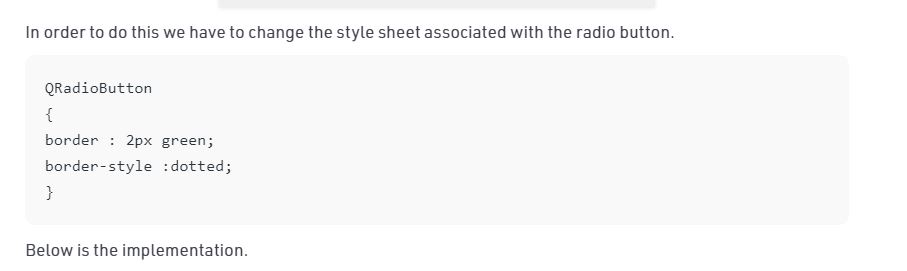 In order to do this we have to change the style sheet associated with the radio button.
QRadioButton
{
border : 2px green;
border-style :dotted;
}
Below is the implementation.